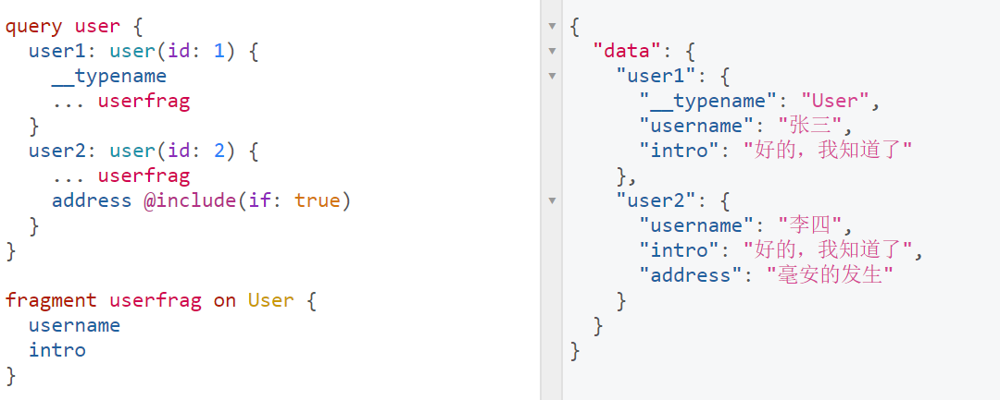 query user {
  user1: user(id: 1) {
    __typename
    ... userfrag
  }
  user2: user(id: 2) {
    ... userfrag
    address @include(if: true)
  }
}

fragment userfrag on User {
  username
  intro
}
{
  "data": {
    "user1": {
      "__typename": "User",
      "username": "张三",
      "intro": "好的，我知道了"
    },
    "user2": {
      "username": "李四",
      "intro": "好的，我知道了",
      "address": "毫安的发生"
    }
  }
}